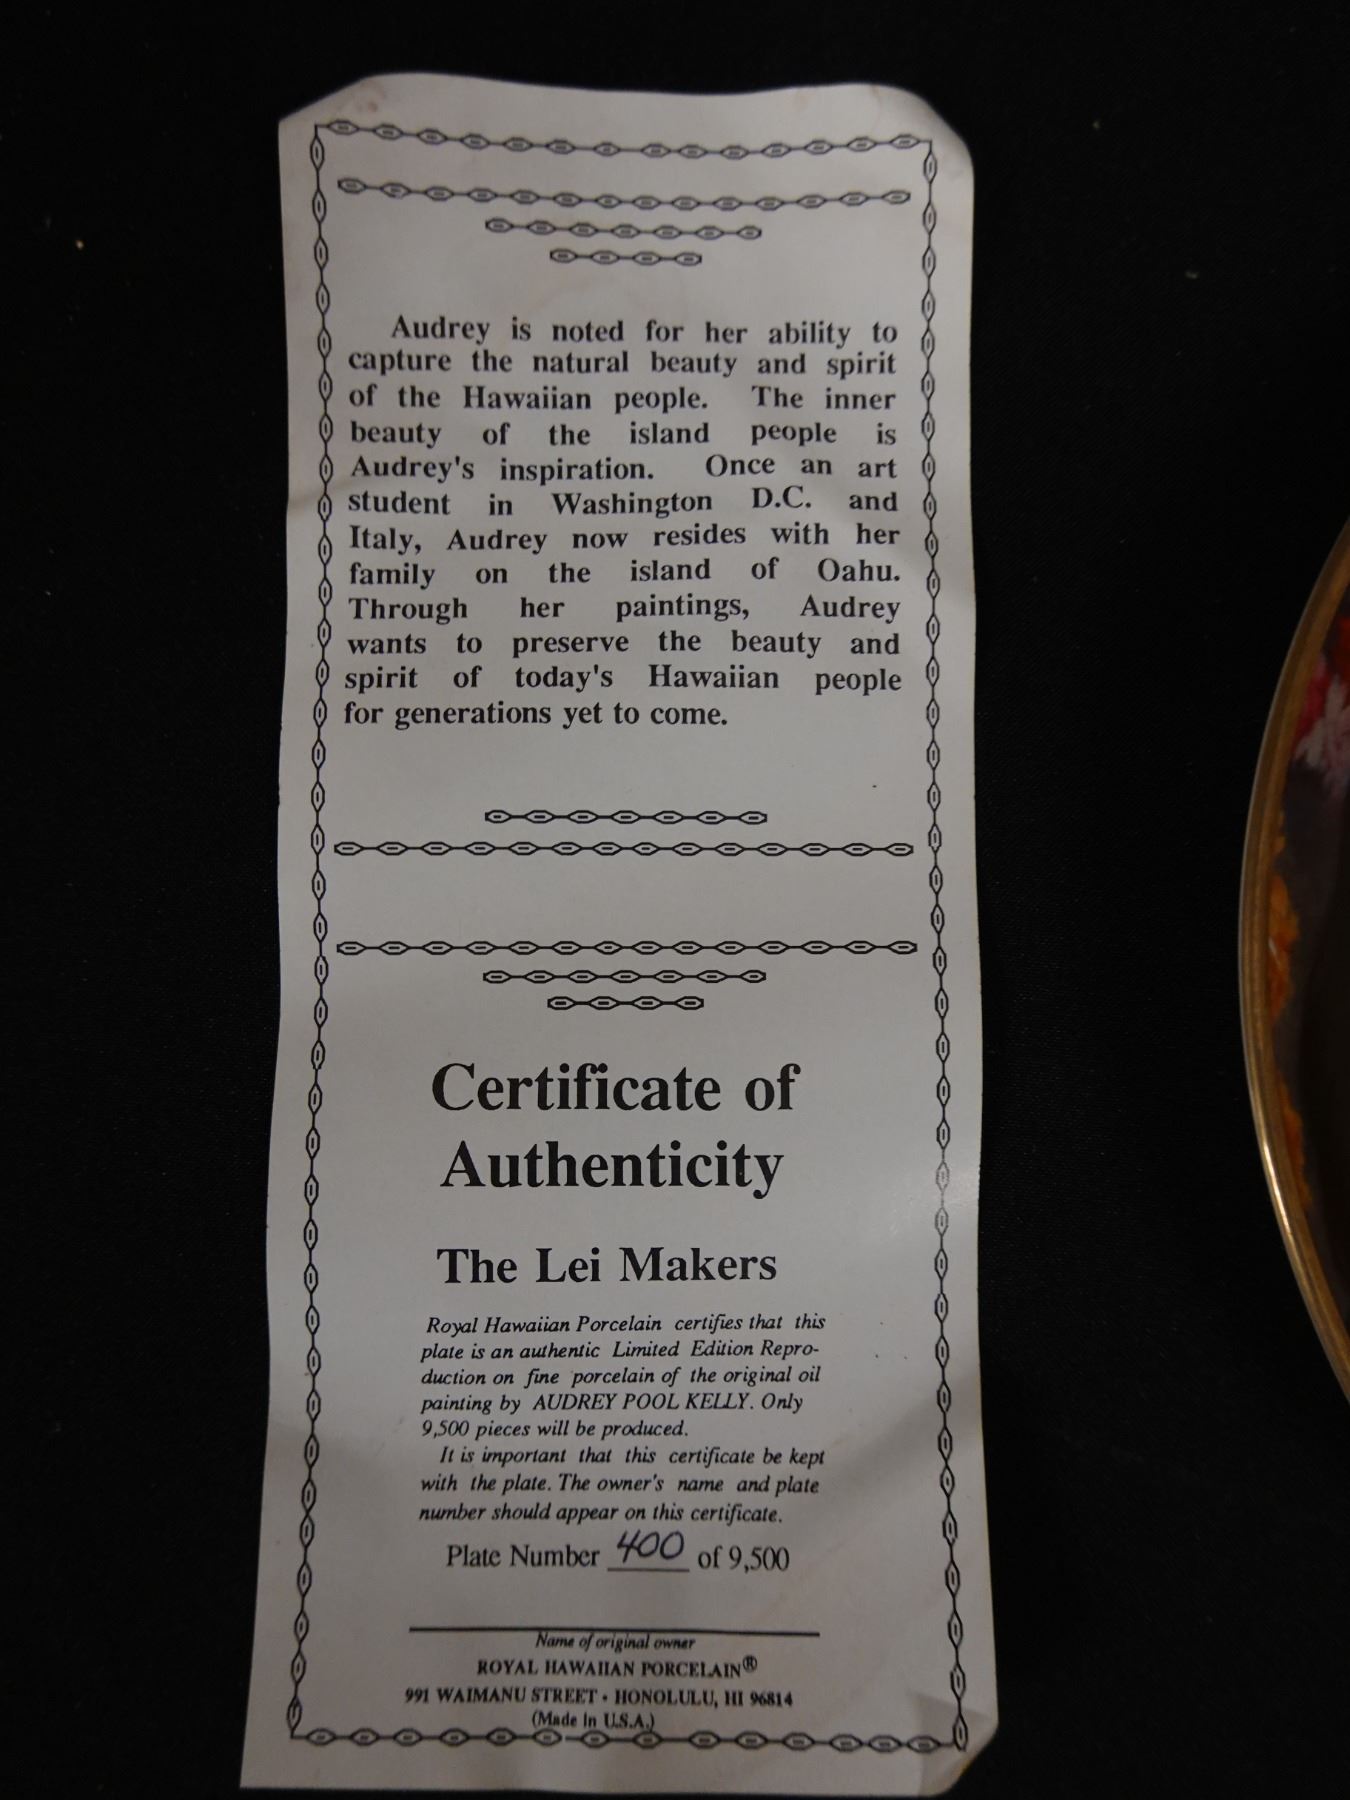 Audrey is noted for her ability to
capture the natural beauty and spirit
of the Hawaiian people. The inner
beauty of the island people is
Audrey's inspiration. Once an art
student in Washington D.C. and
Italy, Audrey now resides with her
family on the island of Oahu.
Through her paintings, Audrey
wants to preserve the beauty and
spirit of today's Hawaiian people
for generations yet to come.
Certificate of
Authenticity
The Lei Makers
Royal Hawaiian Porcelain certifies that this
plate is an authentic Limited Edition Repro-
duction on fine porcelain of the original oil
painting by AUDREY POOL KELLY. Only
9,500 pieces will be produced.
It is important that this certificate be kept
with the plate. The owner's name and plate
number should appear on this certificate.
Plate Number 400 of 9,500
Name of original owner
ROYAL HAWAIIAN PORCELAIN®
991 WAIMANU STREET • HONOLULU, HI 96814
(Made In U.S.A.)